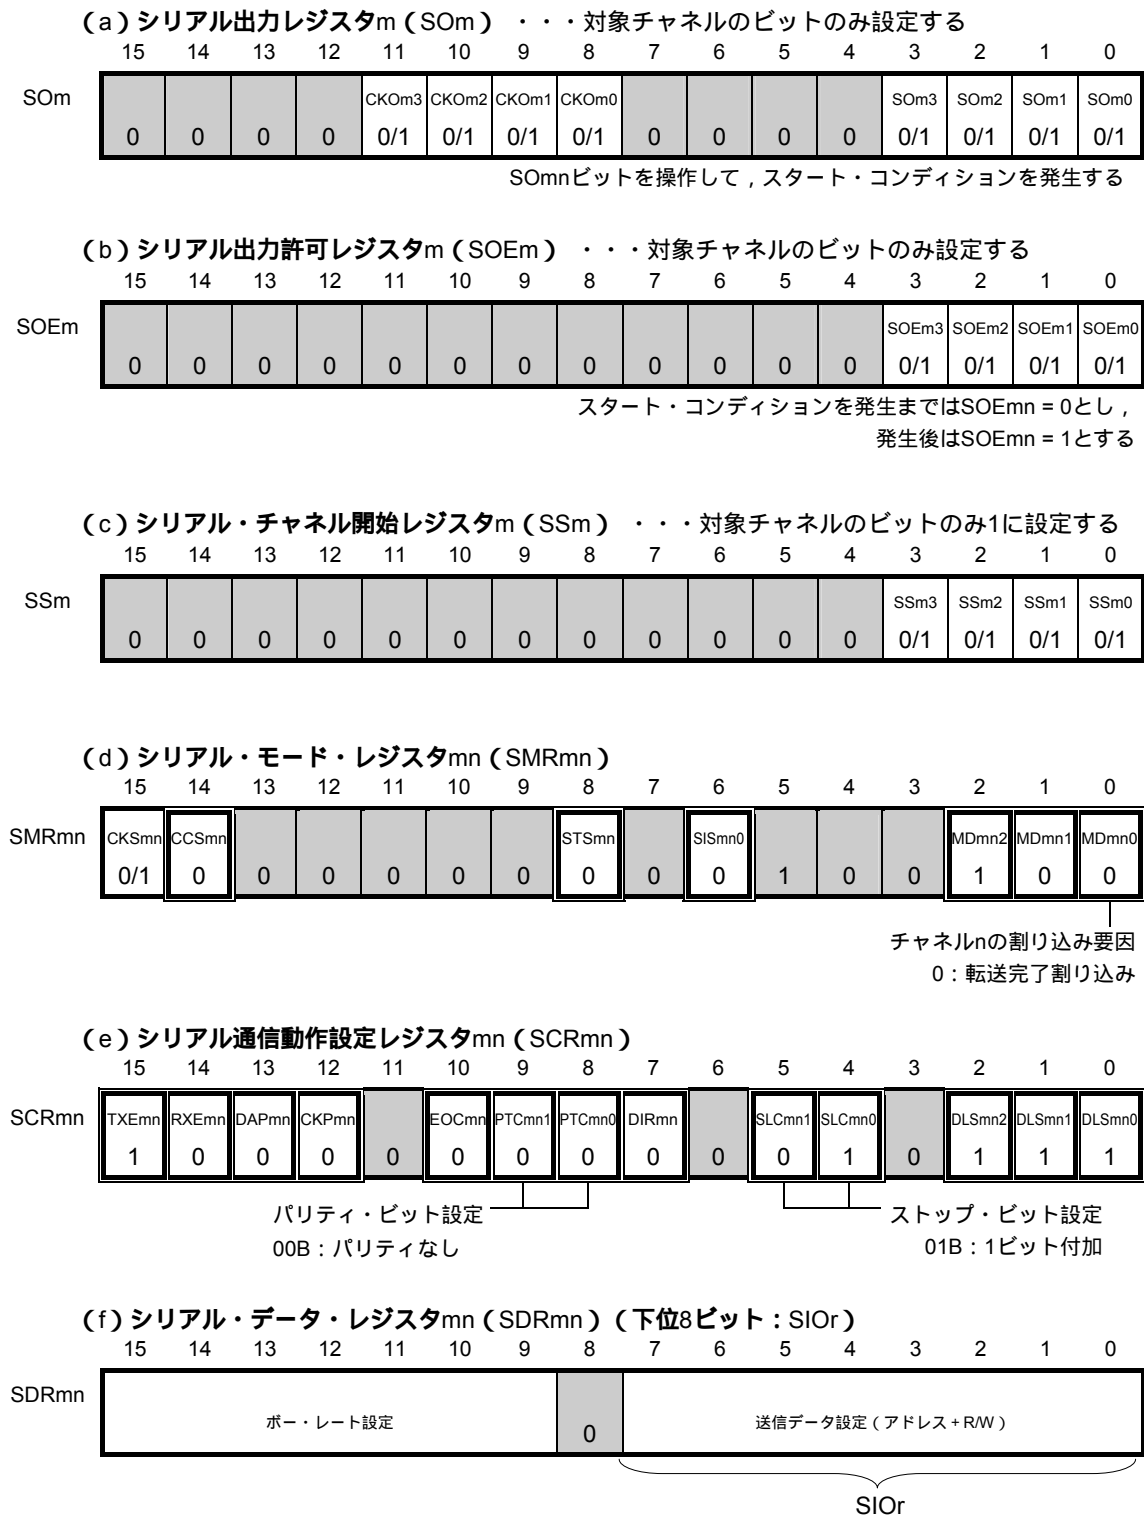 (a) シリアル出力レジスタm (SOm) ・・・対象チャネルのビットのみ設定する
15 14 13 12 11 10 9 8 7 6 5 4 3 2 1 0
SOm
CKOm3 CKOm2 CKOm1 CKOm0 SOm3 SOm2 SOm1 SOm0
0 0 0 0 0/1 0/1 0/1 0/1 0 0 0 0 0/1 0/1 0/1 0/1
SOmnビットを操作して，スタート・コンディションを発生する
(b) シリアル出力許可レジスタm (SOEm) ・・・対象チャネルのビットのみ設定する
15 14 13 12 11 10 9 8 7 6 5 4 3 2 1 0
SOEm
SOEm3 SOEm2 SOEm1 SOEm0
0 0 0 0 0 0 0 0 0 0 0 0 0/1 0/1 0/1 0/1
スタート・コンディションを発生まではSOEmn = 0とし，
発生後はSOEmn = 1とする
(c) シリアル・チャネル開始レジスタm (SSm) ・・・対象チャネルのビットのみ1に設定する
15 14 13 12 11 10 9 8 7 6 5 4 3 2 1 0
SSm
SSm3 SSm2 SSm1 SSm0
0 0 0 0 0 0 0 0 0 0 0 0 0/1 0/1 0/1 0/1
(d) シリアル・モード・レジスタmn (SMRmn)
15 14 13 12 11 10 9 8 7 6 5 4 3 2 1 0
SMRmn
CKSmn CCSmn STSmn SISmn0 MDmn2 MDmn1 MDmn0
0/1 0 0 0 0 0 0 0 0 0 1 0 0 1 0 0
チャネルnの割り込み要因
0：転送完了割り込み
(e) シリアル通信動作設定レジスタmn (SCRmn)
15 14 13 12 11 10 9 8 7 6 5 4 3 2 1 0
SCRmn
TXEmn RXEmn DAPmn CKPmn EOCmn PTCmn1 PTCmn0 DIRmn SLCmn1 SLCmn0 DLSmn2 DLSmn1 DLSmn0
1 0 0 0 0 0 0 0 0 0 0 1 0 1 1 1
パリティ・ビット設定 ストップ・ビット設定
00B：パリティなし 01B：1ビット付加
(f) シリアル・データ・レジスタmn (SDRmn) (下位8ビット：SIOr)
15 14 13 12 11 10 9 8 7 6 5 4 3 2 1 0
SDRmn
ボー・レート設定 0 送信データ設定 (アドレス + R/W)
SIOr